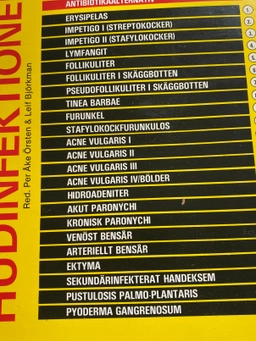 HUDINFEKTIONE
Red. Per Åke Orsten & Leif Björkman
ANTIBIOTIKAALTERNATIV
ERYSIPELAS
IMPETIGO I (STREPTOKOCKER)
IMPETIGO II (STAFYLOKOCKER)
LYMFANGIT
FOLLIKULITER
FOLLIKULITER I SKÄGGBOTTEN
PSEUDOFOLLIKULITER I SKÄGGBOTTEN
TINEA BARBAE
FURUNKEL
STAFYLOKOCKFURUNKULOS
ACNE VULGARIS I
ACNE VULGARIS II
ACNE VULGARIS III
ACNE VULGARIS IV/BÖLDER
HIDROADENITER
AKUT PARONYCHI
KRONISK PARONYCHI
VENÖST BENSÅR
ARTERIELLT BENSÅR
EKTYMA
SEKUNDÄRINFEKTERAT HANDEKSEM
PUSTULOSIS PALMO-PLANTARIS
PYODERMA GANGRENOSUM